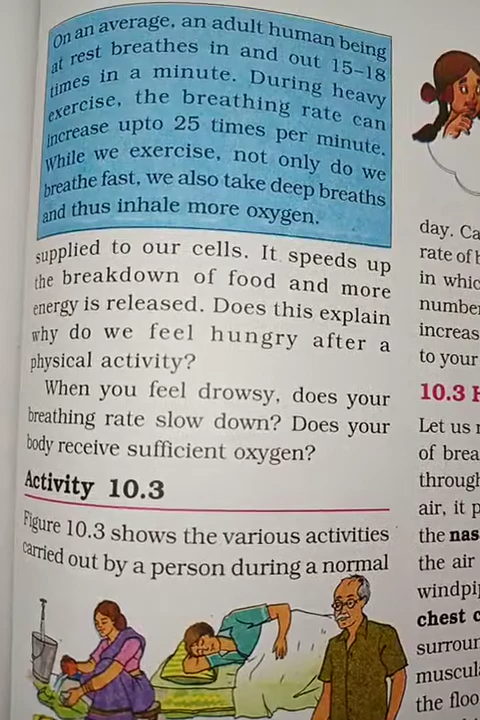 On an average, an adult human being
at rest breathes in and out 15–18
times in a minute. During heavy
exercise, the breathing rate can
increase upto 25 times per minute.
While we exercise, not only do we
breathe fast, we also take deep breaths
and thus inhale more oxygen.
supplied to our cells. It speeds up
the breakdown of food and more
energy is released. Does this explain
why do we feel hungry after a
physical activity?
When you feel drowsy, does your
breathing rate slow down? Does your
body receive sufficient oxygen?
Activity 10.3
Figure 10.3 shows the various activities
carried out by a person during a normal
day. Ca
rate of b
in whic
number
increas
to your
10.3 H
Let us
of brea
through
air, it p
the nas
the air
windpip
chest c
surroun
muscula
the floo